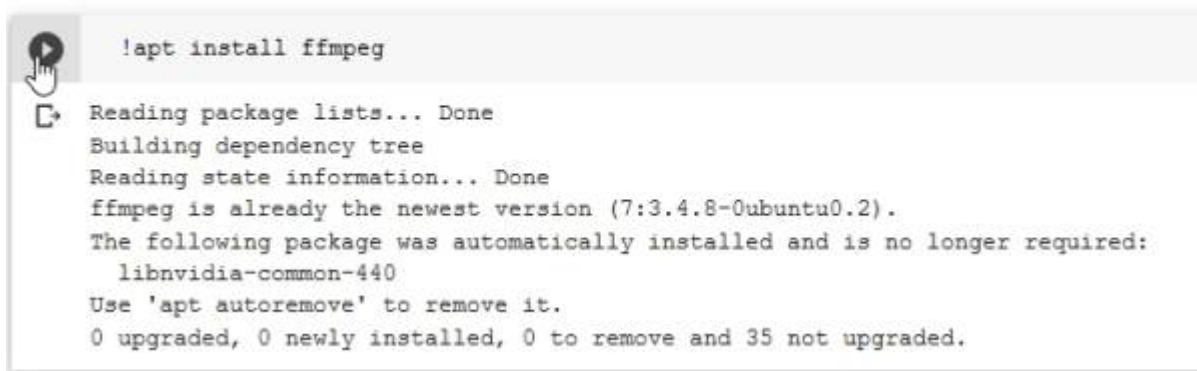 !apt install ffmpeg
Reading package lists... Done
Building dependency tree
Reading state information... Done
ffmpeg is already the newest version (7:3.4.8-0ubuntu0.2).
The following package was automatically installed and is no longer required:
  libnvidia-common-440
Use 'apt autoremove' to remove it.
0 upgraded, 0 newly installed, 0 to remove and 35 not upgraded.